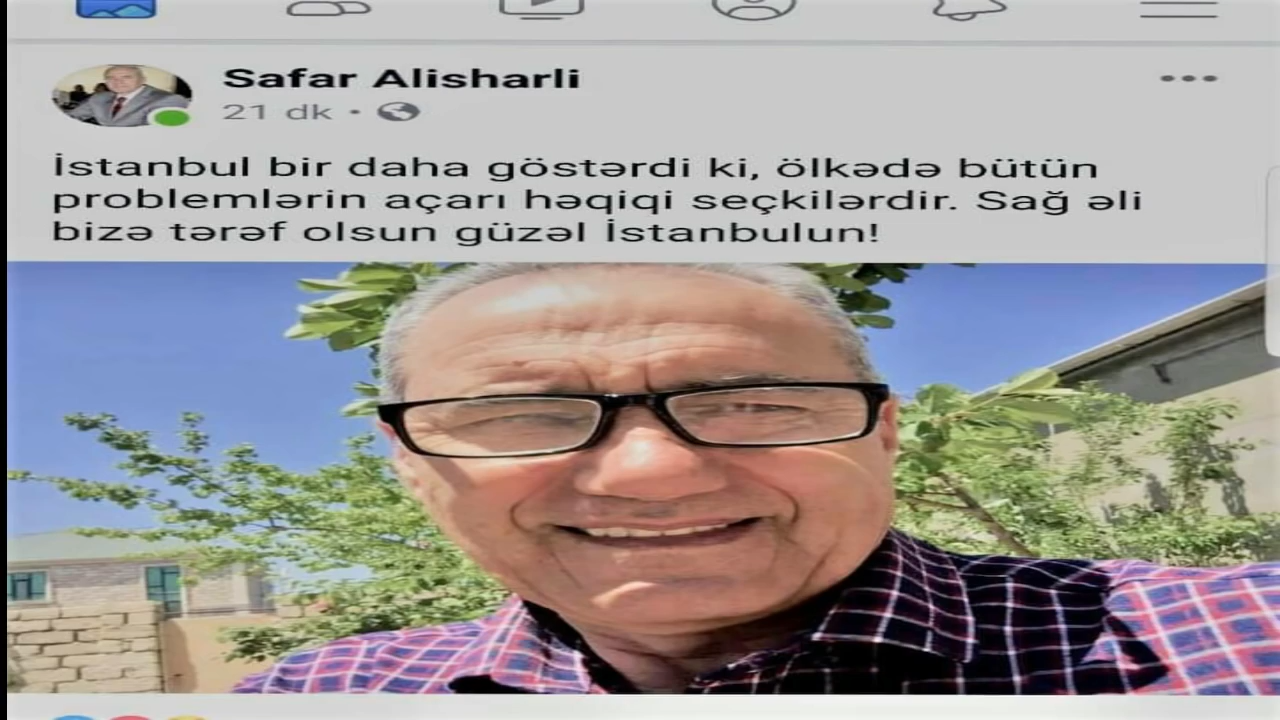 Safar Alisharli
21 dk ·
İstanbul bir daha göstərdi ki, ölkədə bütün
problemlərin açarı həqiqi seçkilərdir. Sağ əli
bizə tərəf olsun güzəl İstanbulun!